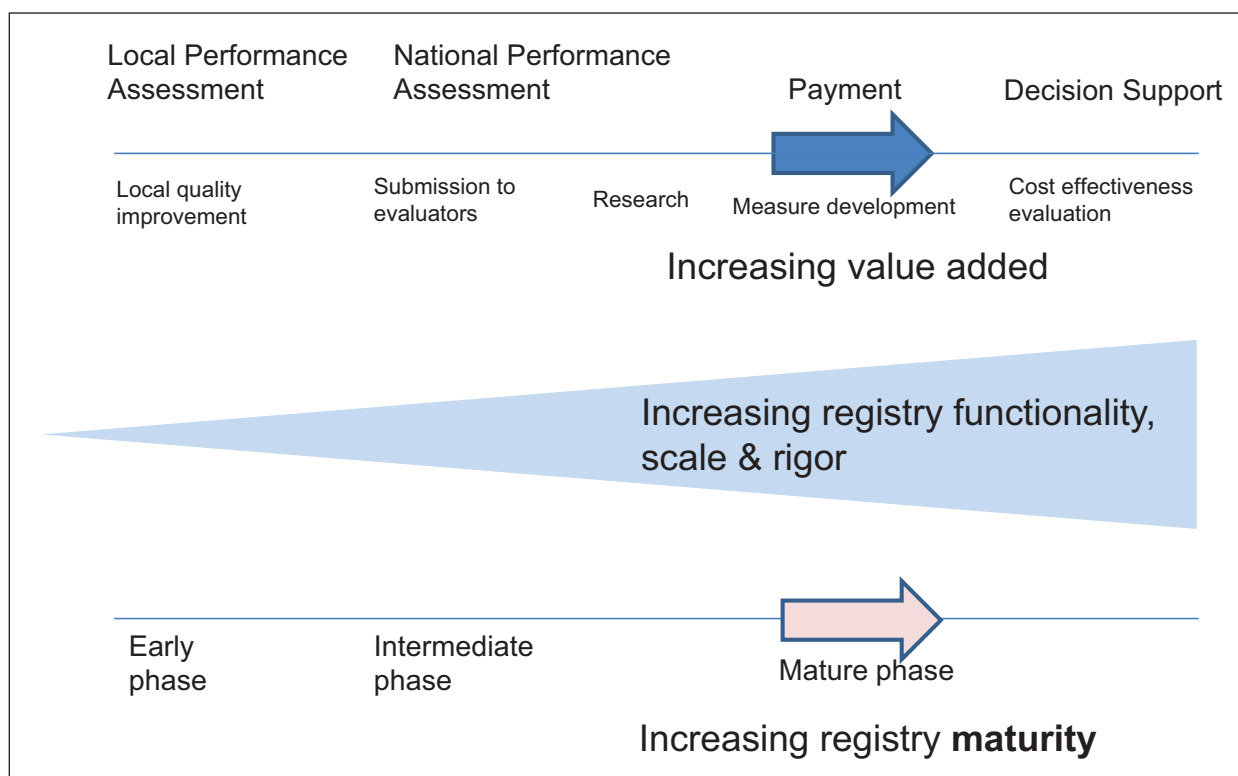 Local Performance
Assessment
National Performance
Assessment
Payment
Decision Support
Local quality
improvement
Submission to
evaluators
Research
Measure development
Cost effectiveness
evaluation
Increasing value added
Increasing registry functionality,
scale & rigor
Early
phase
Intermediate
phase
Mature phase
Increasing registry maturity